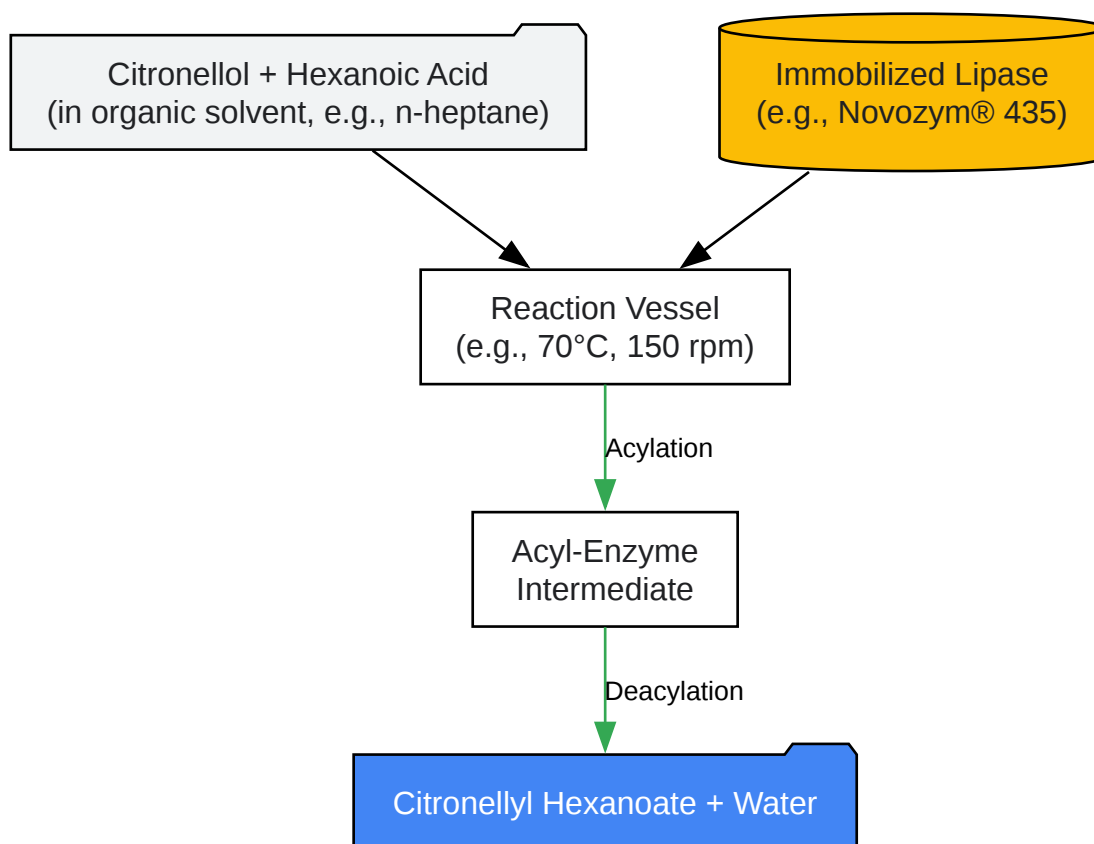 Citronellol + Hexanoic Acid
(in organic solvent, e.g., n-heptane)
Immobilized Lipase
(e.g., Novozym® 435)
Reaction Vessel
(e.g., 70°C, 150 rpm)
Acylation
Acyl-Enzyme
Intermediate
Deacylation
Citronellyl Hexanoate + Water